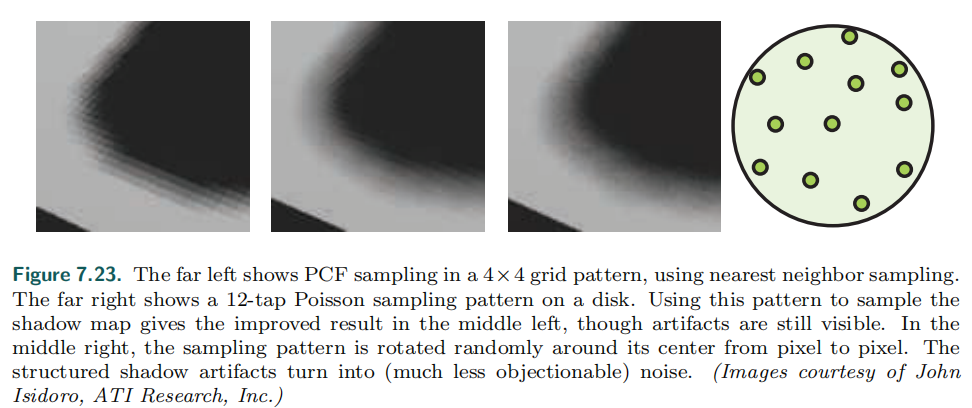 Figure 7.23. The far left shows PCF sampling in a 4×4 grid pattern, using nearest neighbor sampling.
The far right shows a 12-tap Poisson sampling pattern on a disk. Using this pattern to sample the
shadow map gives the improved result in the middle left, though artifacts are still visible. In the
middle right, the sampling pattern is rotated randomly around its center from pixel to pixel. The
structured shadow artifacts turn into (much less objectionable) noise. (Images courtesy of John
Isidoro, ATI Research, Inc.)